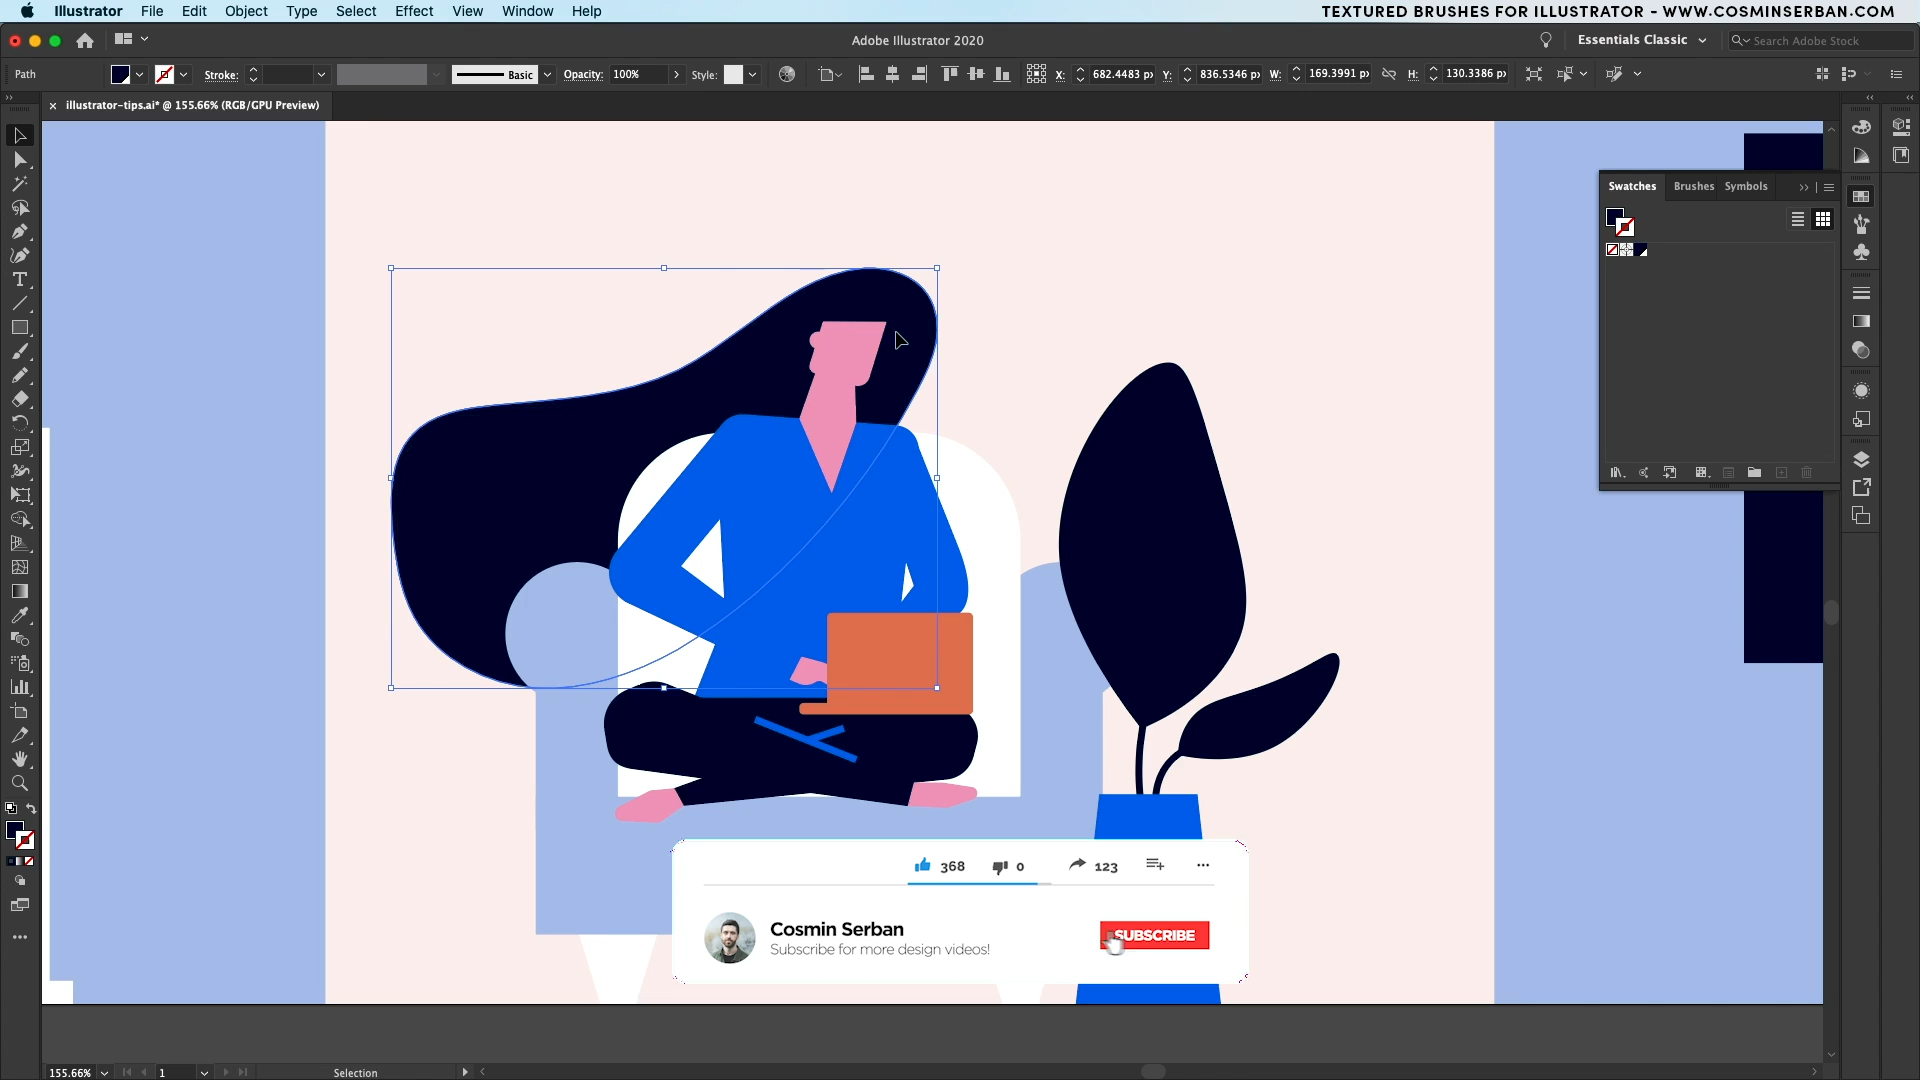 Illustrator File Edit Object Type Select Effect View Window Help
TEXTURED BRUSHES FOR ILLUSTRATOR - WWW.COSMINSERBAN.COM
Adobe Illustrator 2020
Essentials Classic
Search Adobe Stock
Path
Stroke:
Basic
Opacity: 100%
Style:
X: 682.4483 p
Y: 836.5346 p
W: 169.3991 p
H: 130.3386 p
illustrator-tips.ai* @ 155.66% (RGB/GPU Preview)
Swatches Brushes Symbols
368 0 123
Cosmin Serban
Subscribe for more design videos!
SUBSCRIBE
155.66% 1 Selection